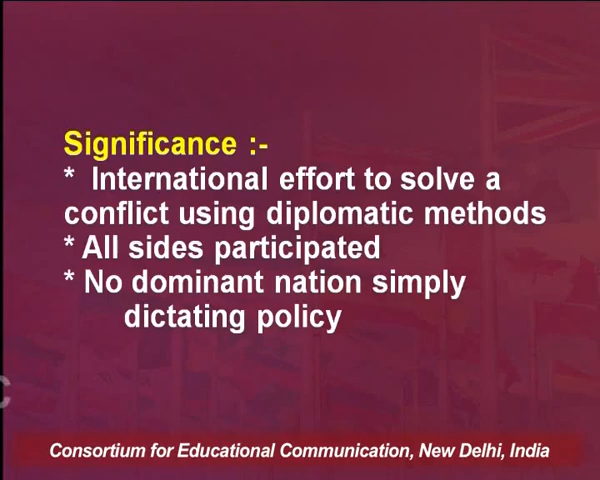 Significance :-
* International effort to solve a
conflict using diplomatic methods
* All sides participated
* No dominant nation simply
dictating policy
C
Consortium for Educational Communication, New Delhi, India